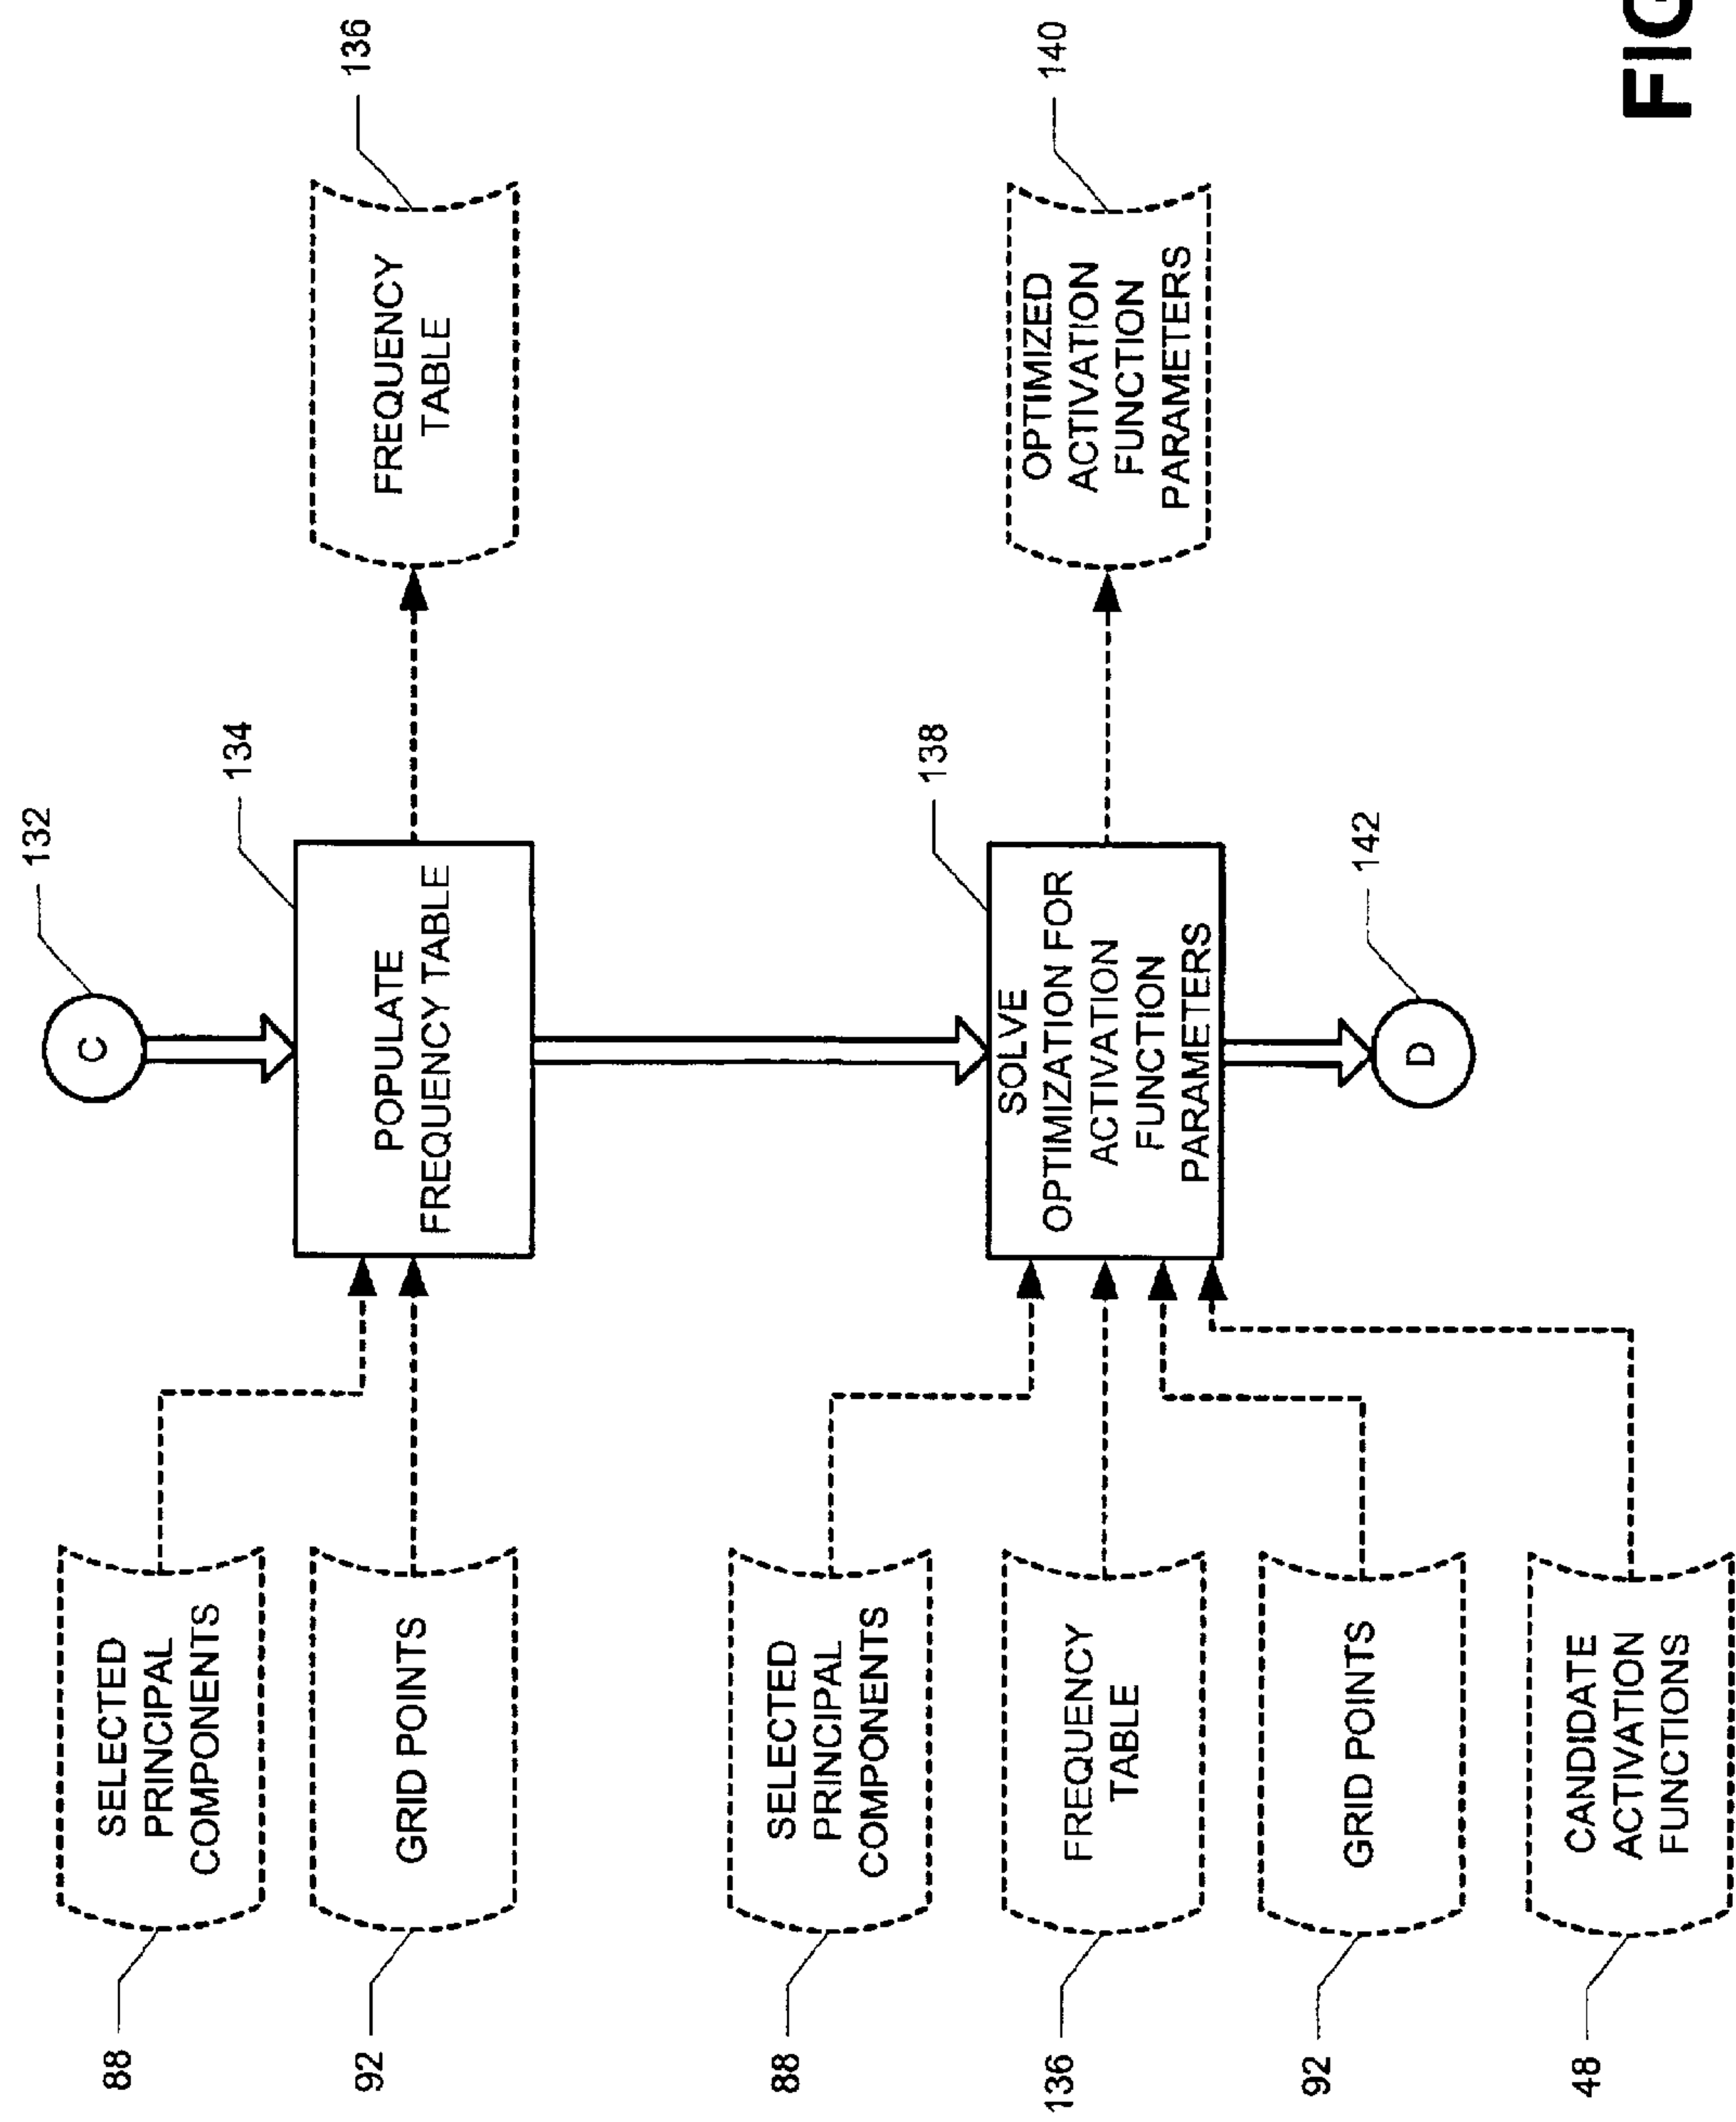 132
C
134
136
88
SELECTED
PRINCIPAL
COMPONENTS
92
GRID POINTS
POPULATE
FREQUENCY TABLE
FREQUENCY
TABLE
138
140
88
SELECTED
PRINCIPAL
COMPONENTS
136
FREQUENCY
TABLE
92
GRID POINTS
48
CANDIDATE
ACTIVATION
FUNCTIONS
SOLVE
OPTIMIZATION FOR
ACTIVATION
FUNCTION
PARAMETERS
OPTIMIZED
ACTIVATION
FUNCTION
PARAMETERS
142
D